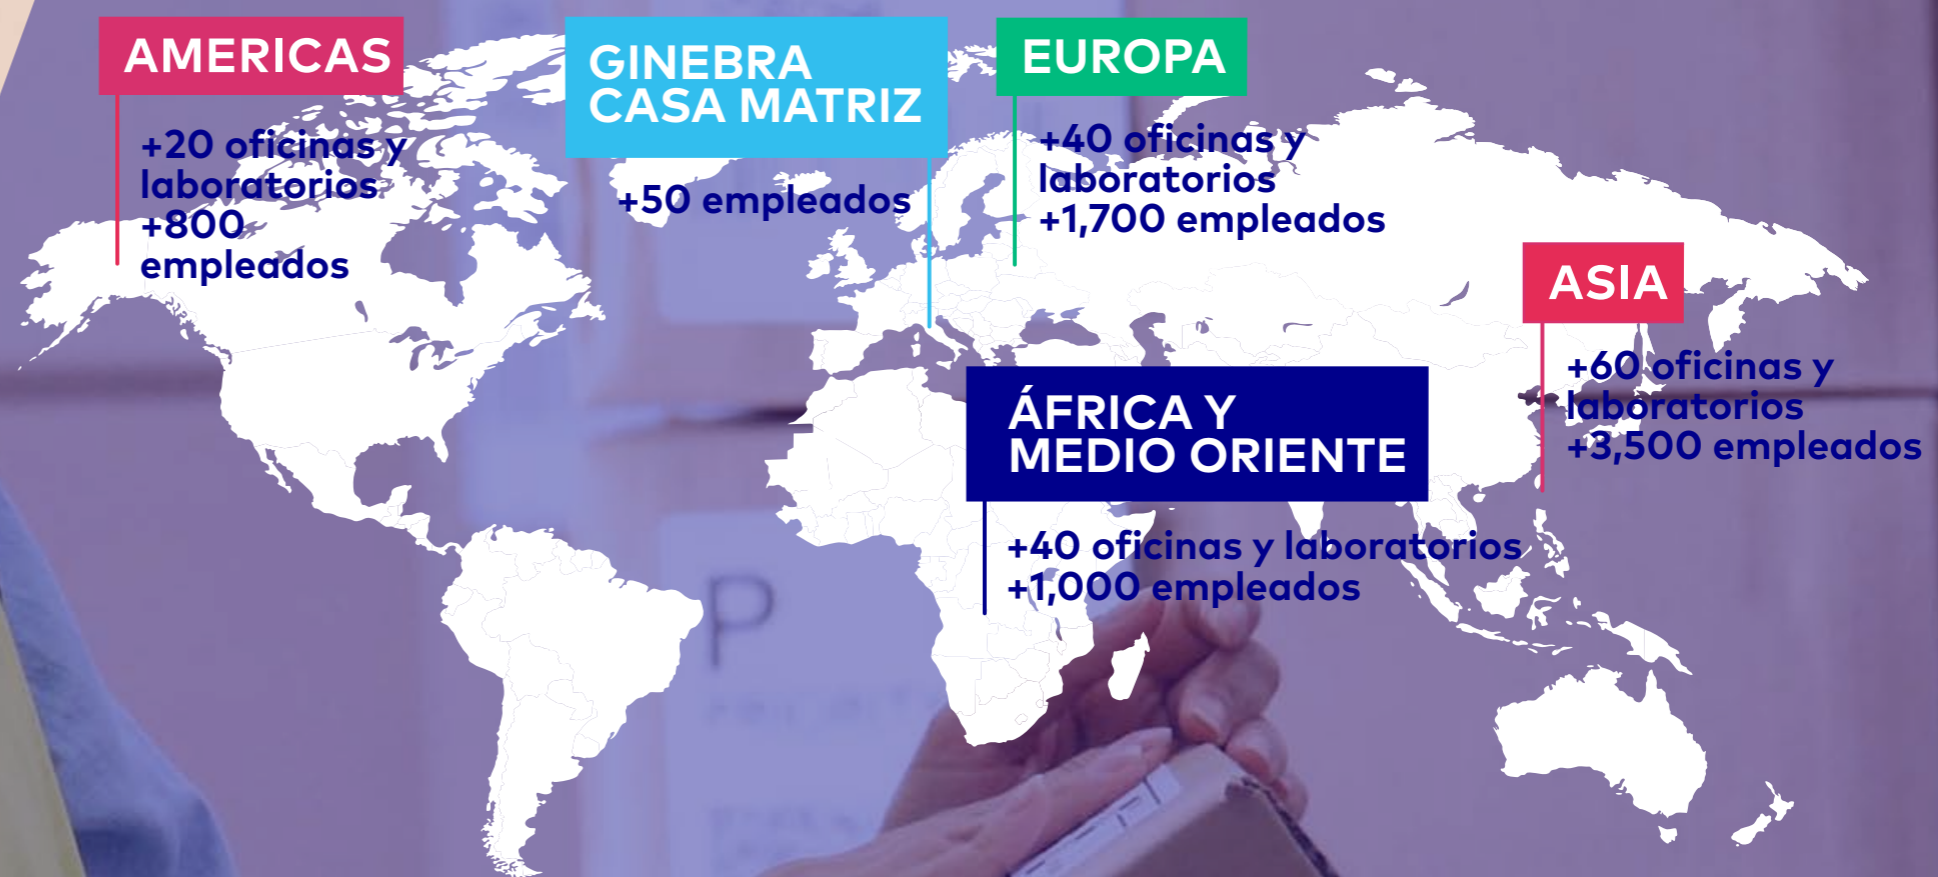 AMERICAS
+20 oficinas y
laboratorios
+800
empleados
GINEBRA
CASA MATRIZ
+50 empleados
EUROPA
+40 oficinas y
laboratorios
+1,700 empleados
ASIA
+60 oficinas y
laboratorios
+3,500 empleados
ÁFRICA Y
MEDIO ORIENTE
+40 oficinas y laboratorios
+1,000 empleados
P